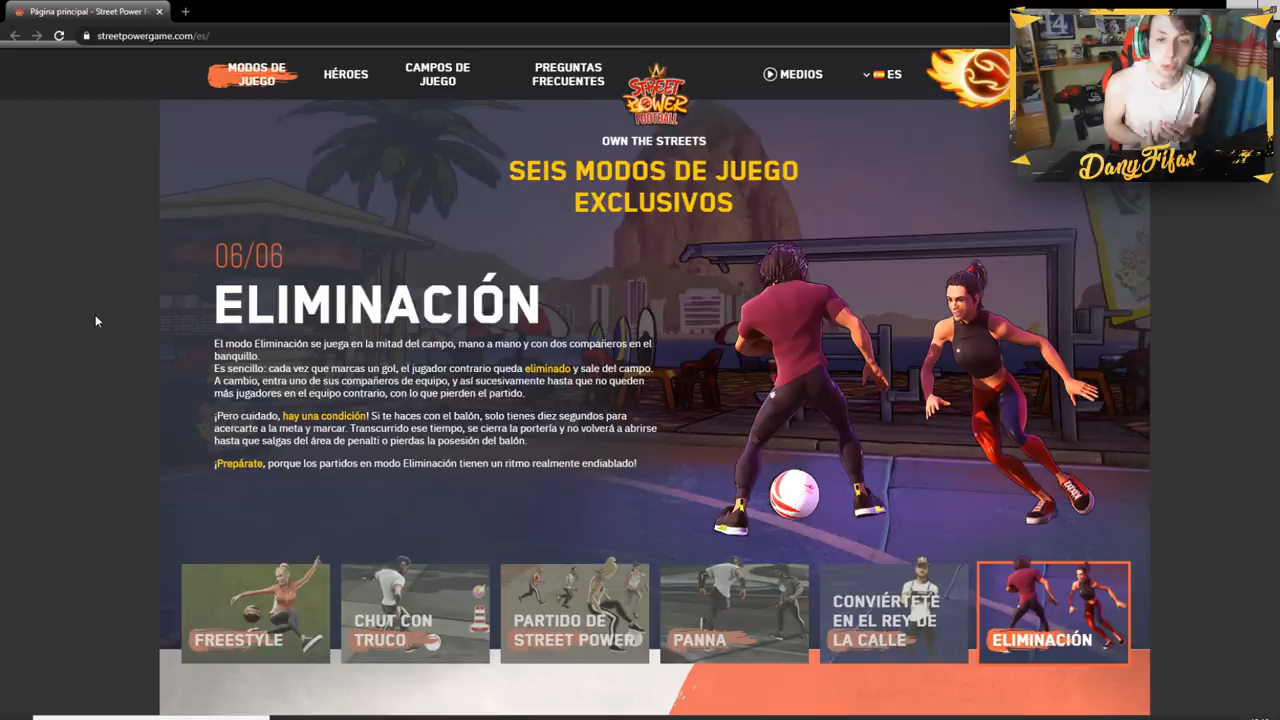 Página principal - Street Power F
streetpowergame.com/es/
MODOS DE JUEGO
HÉROES
CAMPOS DE JUEGO
PREGUNTAS FRECUENTES
STREET POWER FOOTBALL
MEDIOS
ES
DanyFifax
OWN THE STREETS
SEIS MODOS DE JUEGO
EXCLUSIVOS
06/06
ELIMINACIÓN
El modo Eliminación se juega en la mitad del campo, mano a mano y con dos compañeros en el
banquillo.
Es sencillo: cada vez que marcas un gol, el jugador contrario queda eliminado y sale del campo.
A cambio, entra uno de sus compañeros de equipo, y así sucesivamente hasta que no queden
más jugadores en el equipo contrario, con lo que pierden el partido.
¡Pero cuidado, hay una condición! Si te haces con el balón, solo tienes diez segundos para
acercarte a la meta y marcar. Transcurrido ese tiempo, se cierra la portería y no volverá a abrirse
hasta que salgas del área de penalti o pierdas la posesión del balón.
¡Prepárate, porque los partidos en modo Eliminación tienen un ritmo realmente endiablado!
FREESTYLE
CHUT CON
TRUCO
PARTIDO DE
STREET POWER
PANNA
CONVIÉRTETE
EN EL REY DE
LA CALLE
ELIMINACIÓN